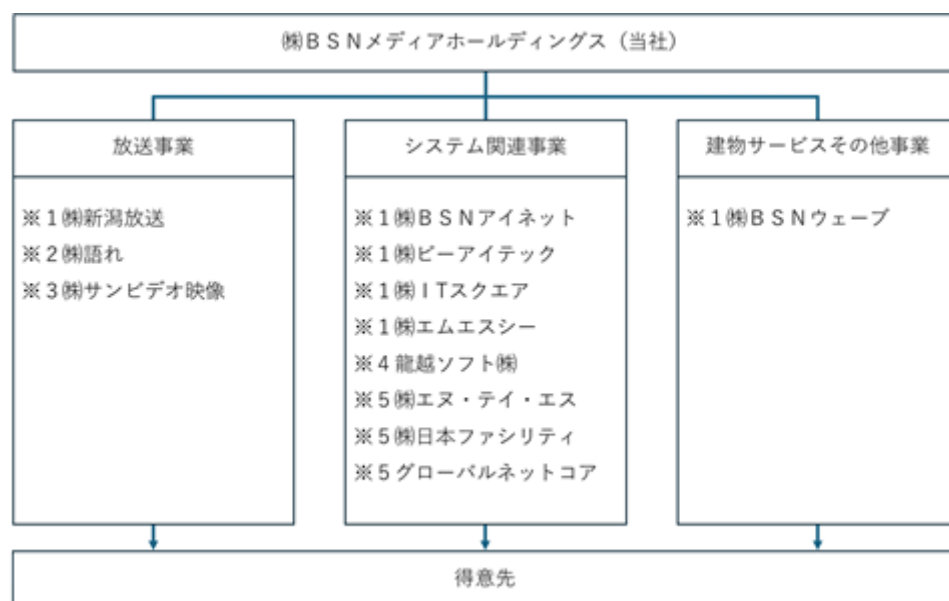 ㈱ＢＳＮメディアホールディングス（当社）
放送事業
※１㈱新潟放送
※２㈱語れ
※３㈱サンビデオ映像
システム関連事業
※１㈱ＢＳＮアイネット
※１㈱ビーアイテック
※１㈱ＩＴスクエア
※１㈱エムエスシー
※４龍越ソフト㈱
※５㈱エヌ・テイ・エス
※５㈱日本ファシリティ
※５グローバルネットコア
建物サービスその他事業
※１㈱ＢＳＮウェーブ
得意先